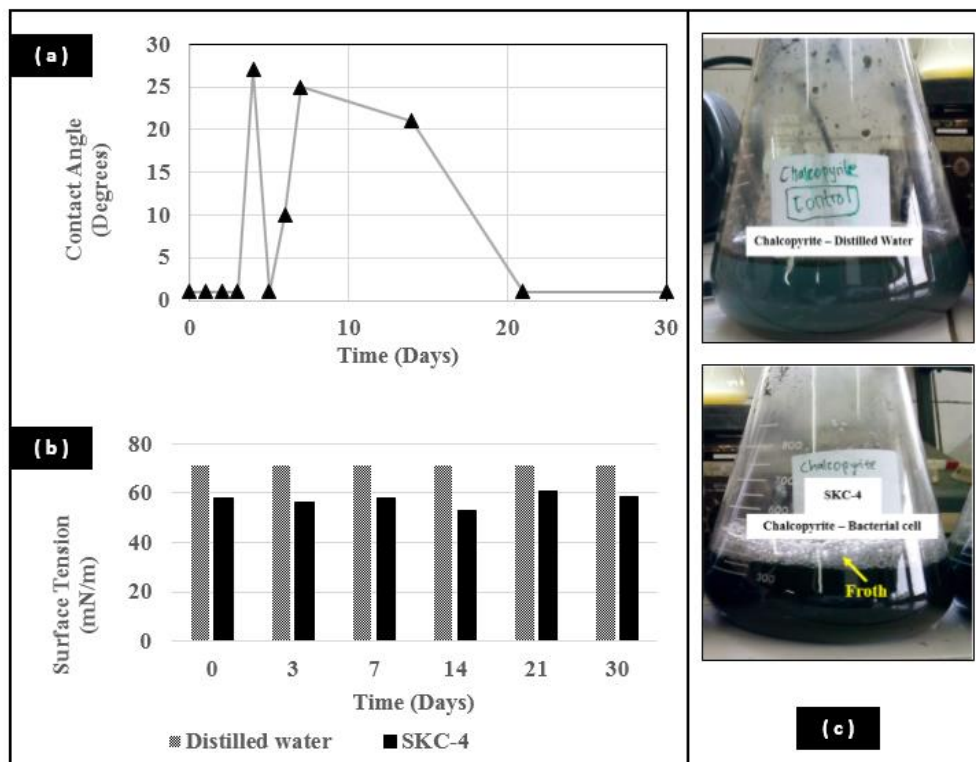 ( a )
30
25
20
15
10
5
0
Contact Angle
(Degrees)
0 10 20 30
Time (Days)
( b )
80
60
40
20
0
Surface Tension
(mN/m)
0 3 7 14 21 30
Time (Days)
Distilled water SKC-4
Chalcopyrite
Control
Chalcopyrite – Distilled Water
800
Chalcopyrite
SKC-4
Chalcopyrite – Bacterial cell
300
Froth
( c )